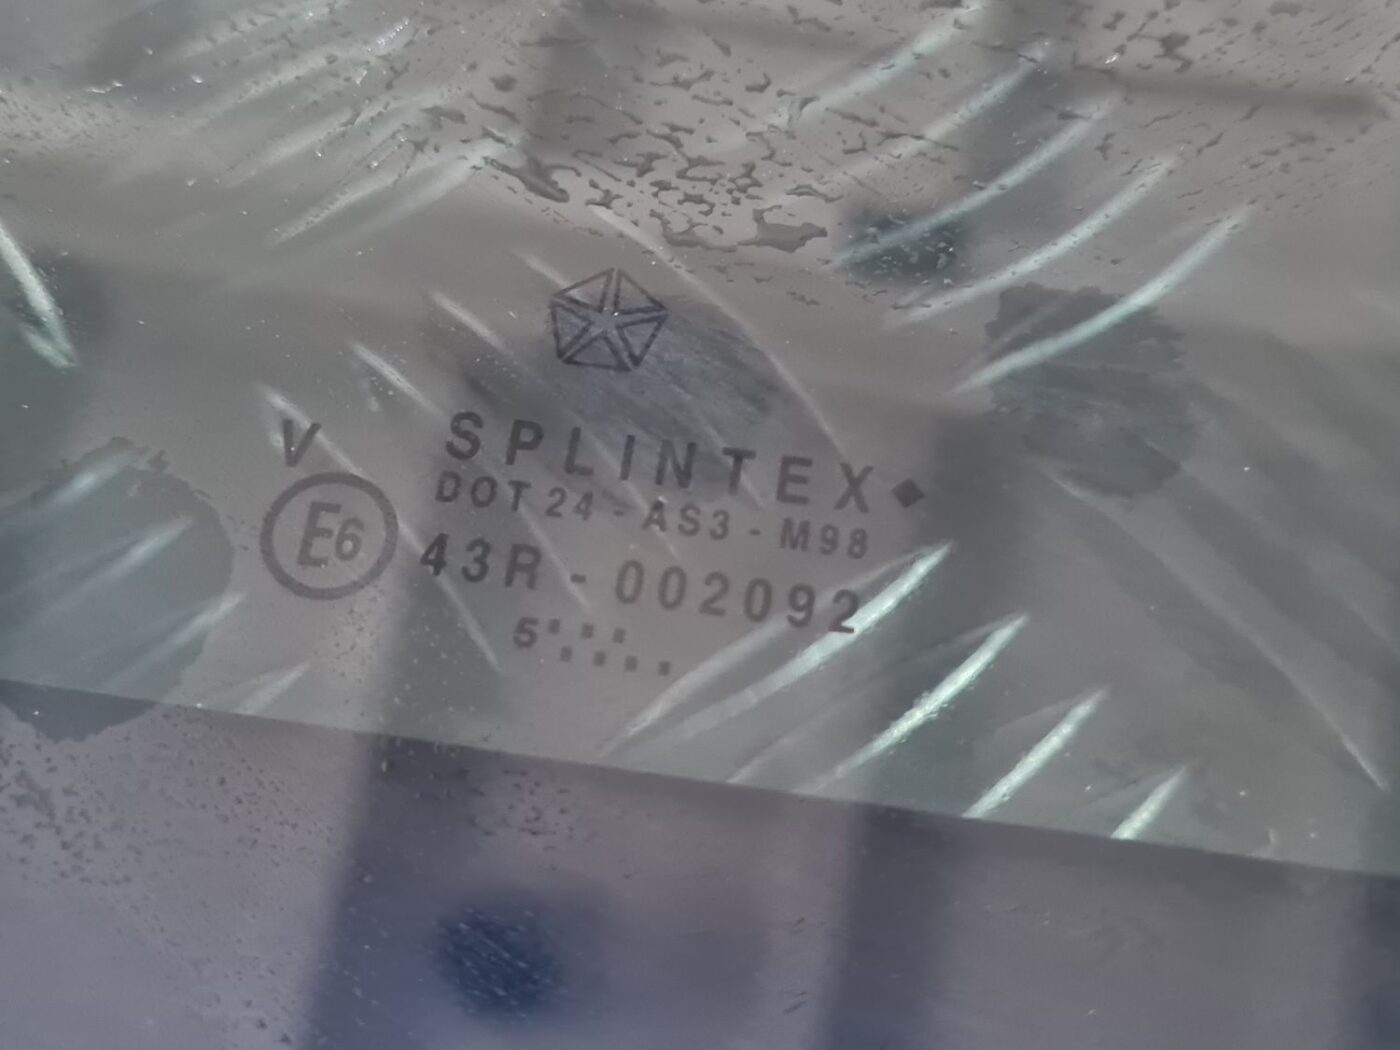 SPLINTEX
V
DOT 24 - AS3 - M98
E6
43R - 002092
5